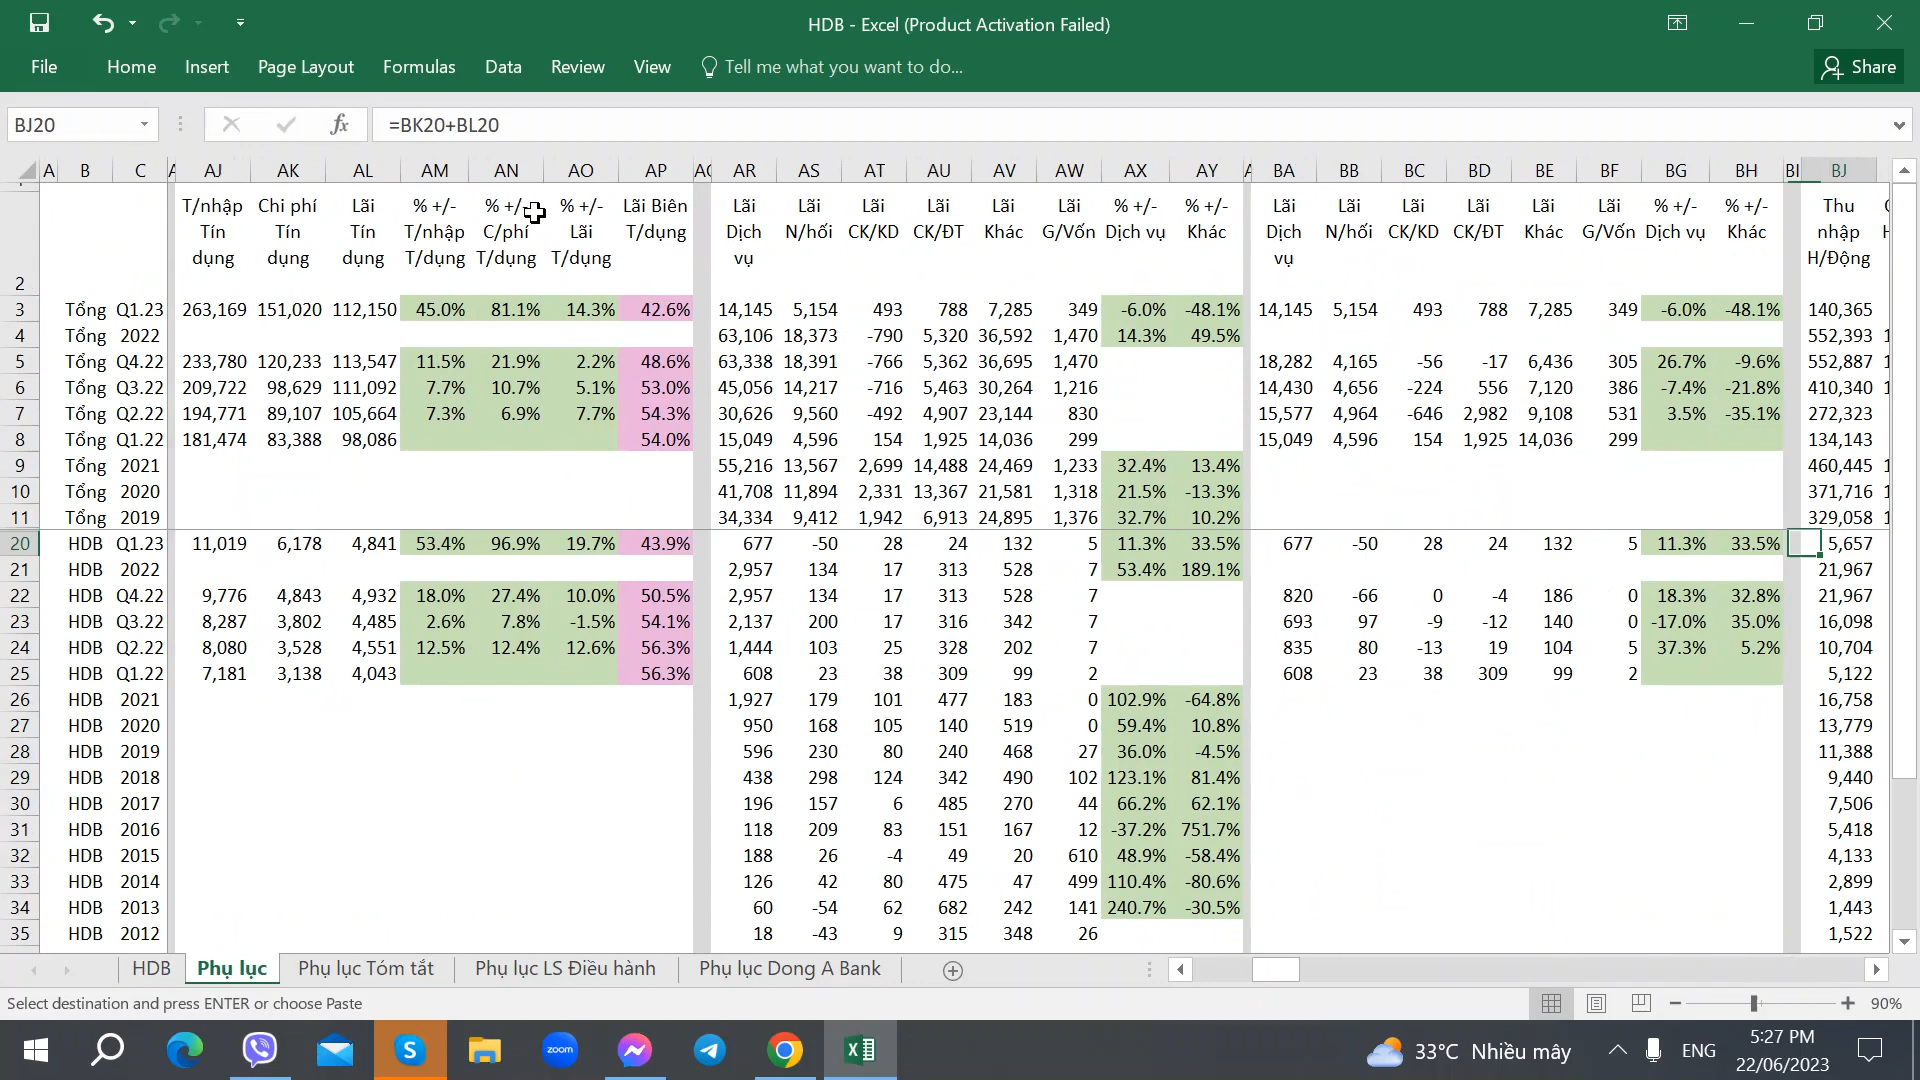 HDB - Excel (Product Activation Failed)
File Home Insert Page Layout Formulas Data Review View Tell me what you want to do... Share
BJ20 fx =BK20+BL20
A B C A AJ AK AL AM AN AO AP AQ AR AS AT AU AV AW AX AY A BA BB BC BD BE BF BG BH BI BJ
T/nhập Chi phí Lãi % +/- % +/- % +/- Lãi Biên Lãi Lãi Lãi Lãi Lãi Lãi % +/- % +/- Lãi Lãi Lãi Lãi Lãi Lãi % +/- % +/- Thu
Tín Tín Tín T/nhập C/phí Lãi T/dụng Dịch N/hối CK/KD CK/ĐT Khác G/Vốn Dịch vụ Khác Dịch N/hối CK/KD CK/ĐT Khác G/Vốn Dịch vụ Khác nhập
dụng dụng dụng T/dụng T/dụng T/dụng vụ vụ H/Động
2
3 Tổng Q1.23 263,169 151,020 112,150 45.0% 81.1% 14.3% 42.6% 14,145 5,154 493 788 7,285 349 -6.0% -48.1% 14,145 5,154 493 788 7,285 349 -6.0% -48.1% 140,365
4 Tổng 2022 63,106 18,373 -790 5,320 36,592 1,470 14.3% 49.5% 552,393
5 Tổng Q4.22 233,780 120,233 113,547 11.5% 21.9% 2.2% 48.6% 63,338 18,391 -766 5,362 36,695 1,470 18,282 4,165 -56 -17 6,436 305 26.7% -9.6% 552,887
6 Tổng Q3.22 209,722 98,629 111,092 7.7% 10.7% 5.1% 53.0% 45,056 14,217 -716 5,463 30,264 1,216 14,430 4,656 -224 556 7,120 386 -7.4% -21.8% 410,340
7 Tổng Q2.22 194,771 89,107 105,664 7.3% 6.9% 7.7% 54.3% 30,626 9,560 -492 4,907 23,144 830 15,577 4,964 -646 2,982 9,108 531 3.5% -35.1% 272,323
8 Tổng Q1.22 181,474 83,388 98,086 54.0% 15,049 4,596 154 1,925 14,036 299 15,049 4,596 154 1,925 14,036 299 134,143
9 Tổng 2021 55,216 13,567 2,699 14,488 24,469 1,233 32.4% 13.4% 460,445
10 Tổng 2020 41,708 11,894 2,331 13,367 21,581 1,318 21.5% -13.3% 371,716
11 Tổng 2019 34,334 9,412 1,942 6,913 24,895 1,376 32.7% 10.2% 329,058
20 HDB Q1.23 11,019 6,178 4,841 53.4% 96.9% 19.7% 43.9% 677 -50 28 24 132 5 11.3% 33.5% 677 -50 28 24 132 5 11.3% 33.5% 5,657
21 HDB 2022 2,957 134 17 313 528 7 53.4% 189.1% 21,967
22 HDB Q4.22 9,776 4,843 4,932 18.0% 27.4% 10.0% 50.5% 2,957 134 17 313 528 7 820 -66 0 -4 186 0 18.3% 32.8% 21,967
23 HDB Q3.22 8,287 3,802 4,485 2.6% 7.8% -1.5% 54.1% 2,137 200 17 316 342 7 693 97 -9 -12 140 0 -17.0% 35.0% 16,098
24 HDB Q2.22 8,080 3,528 4,551 12.5% 12.4% 12.6% 56.3% 1,444 103 25 328 202 7 835 80 -13 19 104 5 37.3% 5.2% 10,704
25 HDB Q1.22 7,181 3,138 4,043 56.3% 608 23 38 309 99 2 608 23 38 309 99 2 5,122
26 HDB 2021 1,927 179 101 477 183 0 102.9% -64.8% 16,758
27 HDB 2020 950 168 105 140 519 0 59.4% 10.8% 13,779
28 HDB 2019 596 230 80 240 468 27 36.0% -4.5% 11,388
29 HDB 2018 438 298 124 342 490 102 123.1% 81.4% 9,440
30 HDB 2017 196 157 6 485 270 44 66.2% 62.1% 7,506
31 HDB 2016 118 209 83 151 167 12 -37.2% 751.7% 5,418
32 HDB 2015 188 26 -4 49 20 610 48.9% -58.4% 4,133
33 HDB 2014 126 42 80 475 47 499 110.4% -80.6% 2,899
34 HDB 2013 60 -54 62 682 242 141 240.7% -30.5% 1,443
35 HDB 2012 18 -43 9 315 348 26 1,522
HDB Phụ lục Phụ lục Tóm tắt Phụ lục LS Điều hành Phụ lục Dong A Bank
Select destination and press ENTER or choose Paste 90%
zoom 33°C Nhiều mây ENG 5:27 PM
22/06/2023